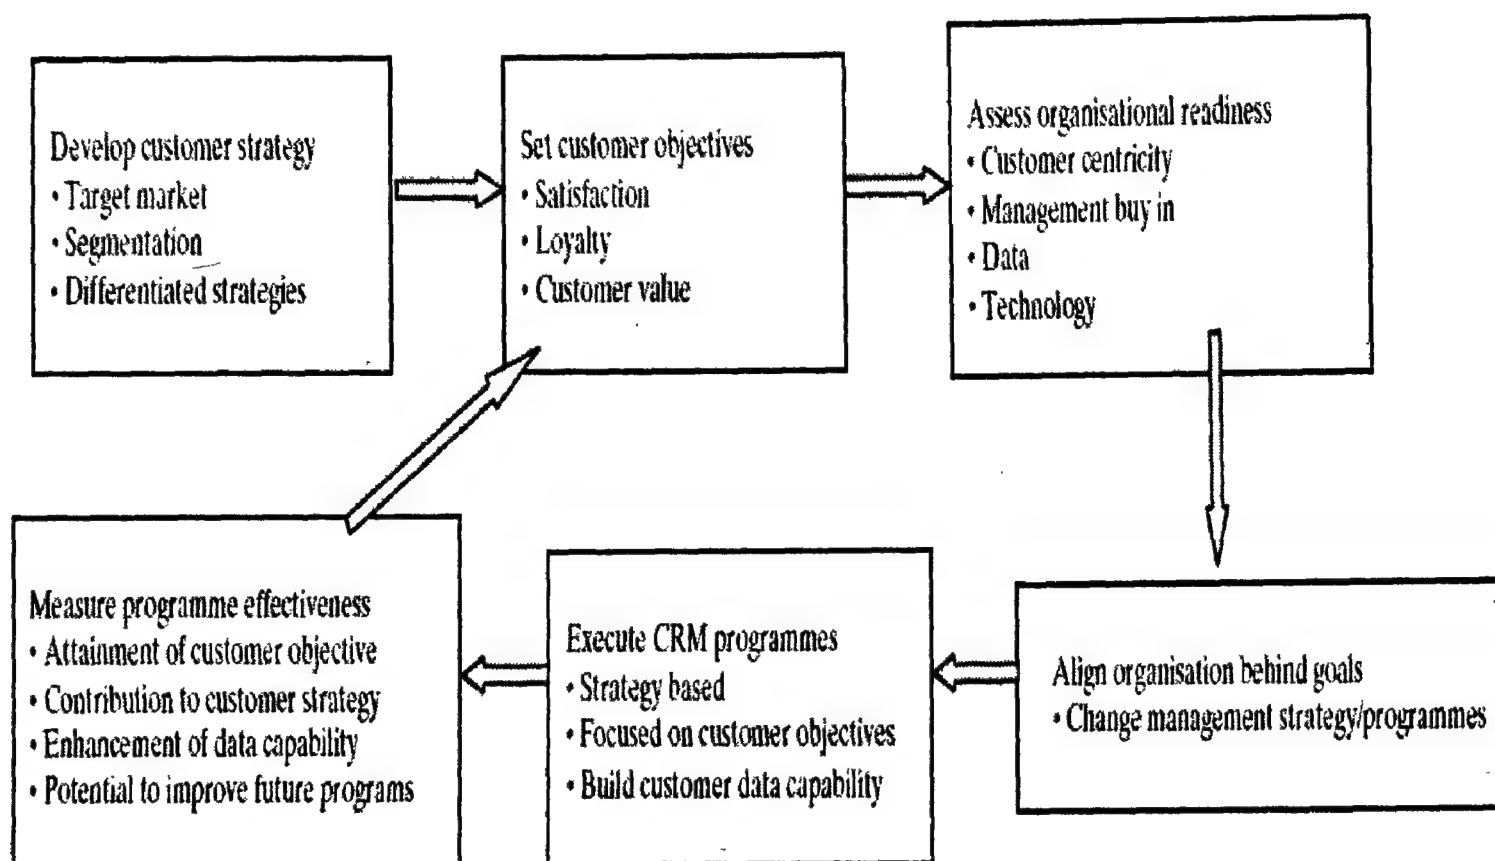 Develop customer strategy
• Target market
• Segmentation
• Differentiated strategies
Set customer objectives
• Satisfaction
• Loyalty
• Customer value
Assess organisational readiness
• Customer centricity
• Management buy in
• Data
• Technology
Align organisation behind goals
• Change management strategy/programmes
Execute CRM programmes
• Strategy based
• Focused on customer objectives
• Build customer data capability
Measure programme effectiveness
• Attainment of customer objective
• Contribution to customer strategy
• Enhancement of data capability
• Potential to improve future programs